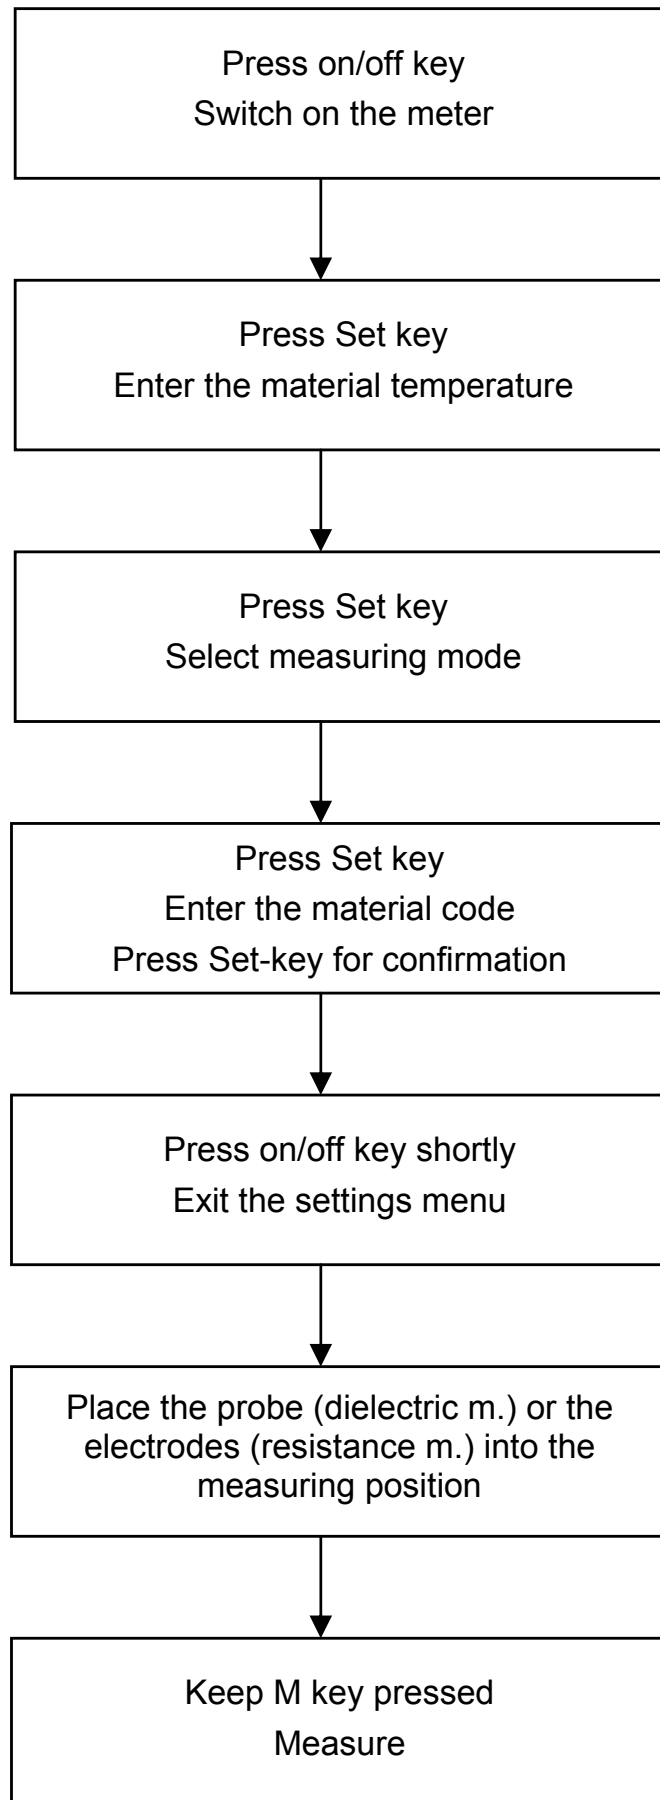 Press on/off key
Switch on the meter
Press Set key
Enter the material temperature
Press Set key
Select measuring mode
Press Set key
Enter the material code
Press Set-key for confirmation
Press on/off key shortly
Exit the settings menu
Place the probe (dielectric m.) or the
electrodes (resistance m.) into the
measuring position
Keep M key pressed
Measure